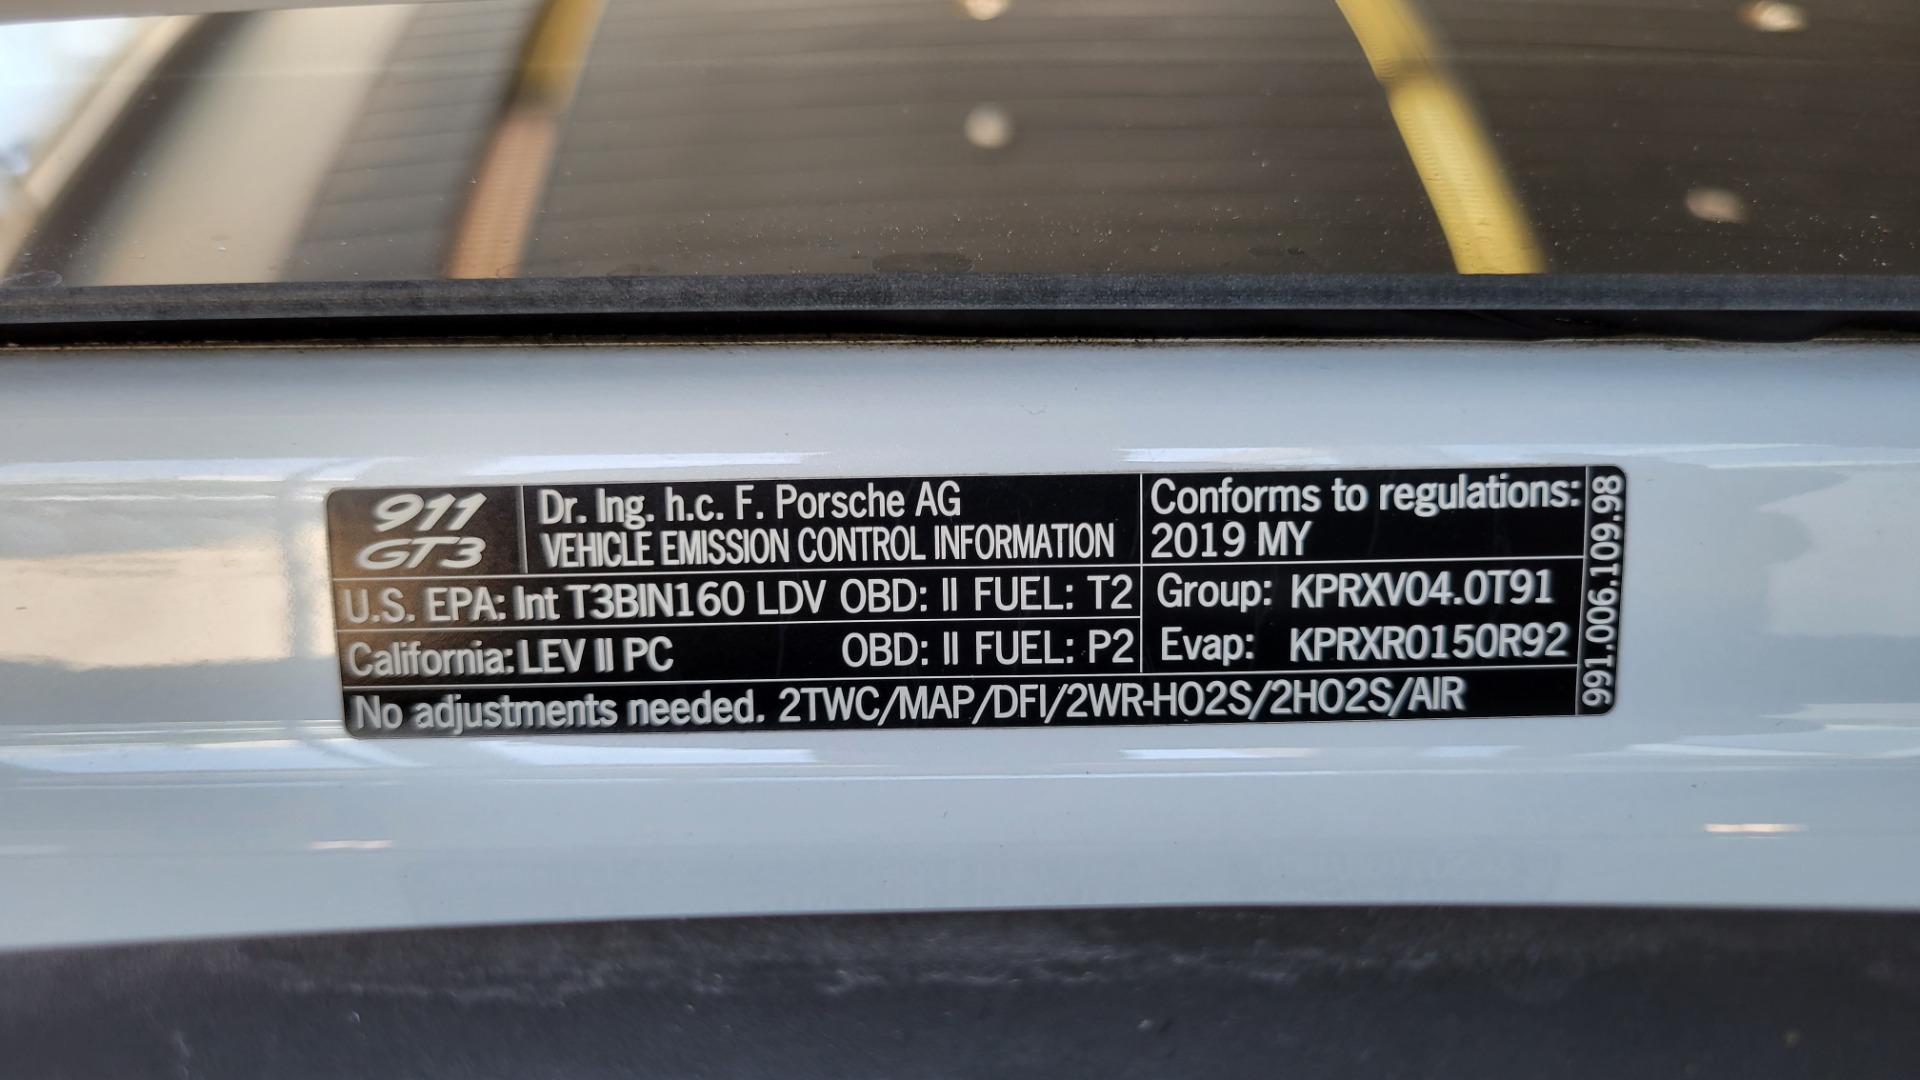 911
GT3
Dr. Ing. h.c. F. Porsche AG
VEHICLE EMISSION CONTROL INFORMATION
Conforms to regulations:
2019 MY
U.S. EPA: Int T3BIN160 LDV OBD: II FUEL: T2
California: LEV II PC OBD: II FUEL: P2
Group: KPRXV04.0T91
Evap: KPRXR0150R92
No adjustments needed. 2TWC/MAP/DFI/2WR-HO2S/2HO2S/AIR
991.006.109.98